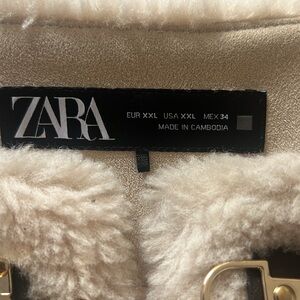 ZARA
EUR XXL USA XXL MEX 34
MADE IN CAMBODIA